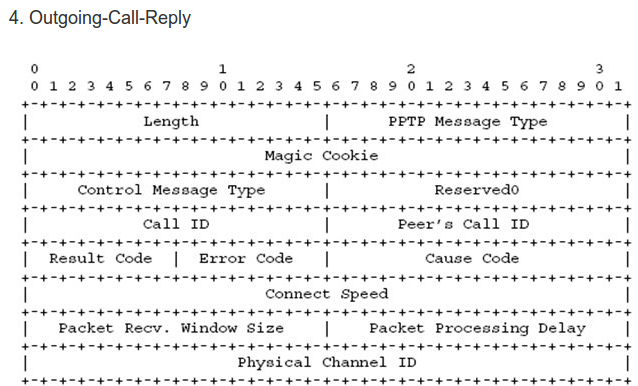 4. Outgoing-Call-Reply
0                   1                   2                   3
0 1 2 3 4 5 6 7 8 9 0 1 2 3 4 5 6 7 8 9 0 1 2 3 4 5 6 7 8 9 0 1
+-+-+-+-+-+-+-+-+-+-+-+-+-+-+-+-+-+-+-+-+-+-+-+-+-+-+-+-+-+-+-+-+
| Length | PPTP Message Type |
+-+-+-+-+-+-+-+-+-+-+-+-+-+-+-+-+-+-+-+-+-+-+-+-+-+-+-+-+-+-+-+-+
| Magic Cookie |
+-+-+-+-+-+-+-+-+-+-+-+-+-+-+-+-+-+-+-+-+-+-+-+-+-+-+-+-+-+-+-+-+
| Control Message Type | Reserved0 |
+-+-+-+-+-+-+-+-+-+-+-+-+-+-+-+-+-+-+-+-+-+-+-+-+-+-+-+-+-+-+-+-+
| Call ID | Peer's Call ID |
+-+-+-+-+-+-+-+-+-+-+-+-+-+-+-+-+-+-+-+-+-+-+-+-+-+-+-+-+-+-+-+-+
| Result Code | Error Code | Cause Code |
+-+-+-+-+-+-+-+-+-+-+-+-+-+-+-+-+-+-+-+-+-+-+-+-+-+-+-+-+-+-+-+-+
| Connect Speed |
+-+-+-+-+-+-+-+-+-+-+-+-+-+-+-+-+-+-+-+-+-+-+-+-+-+-+-+-+-+-+-+-+
| Packet Recv. Window Size | Packet Processing Delay |
+-+-+-+-+-+-+-+-+-+-+-+-+-+-+-+-+-+-+-+-+-+-+-+-+-+-+-+-+-+-+-+-+
| Physical Channel ID |
+-+-+-+-+-+-+-+-+-+-+-+-+-+-+-+-+-+-+-+-+-+-+-+-+-+-+-+-+-+-+-+-+